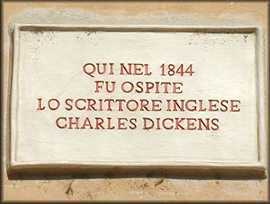 QUI NEL 1844
FU OSPITE
LO SCRITTORE INGLESE
CHARLES DICKENS